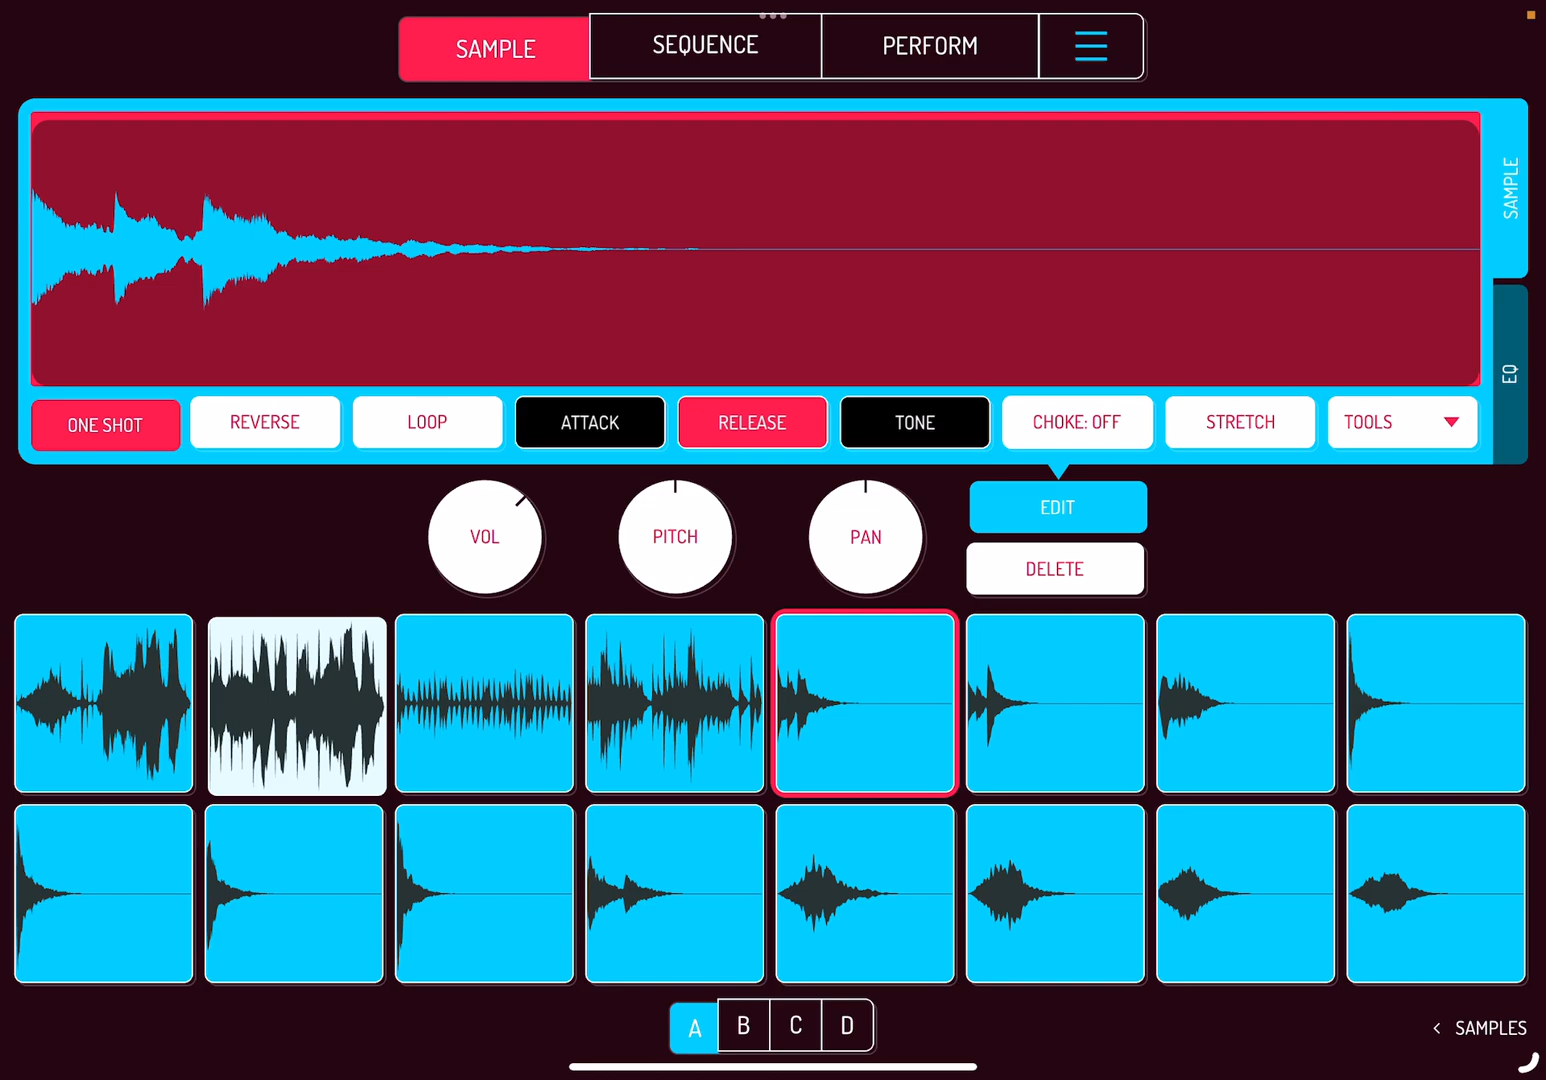 SAMPLE
SEQUENCE
PERFORM
SAMPLE
EQ
ONE SHOT
REVERSE
LOOP
ATTACK
RELEASE
TONE
CHOKE: OFF
STRETCH
TOOLS
VOL
PITCH
PAN
EDIT
DELETE
A
B
C
D
< SAMPLES